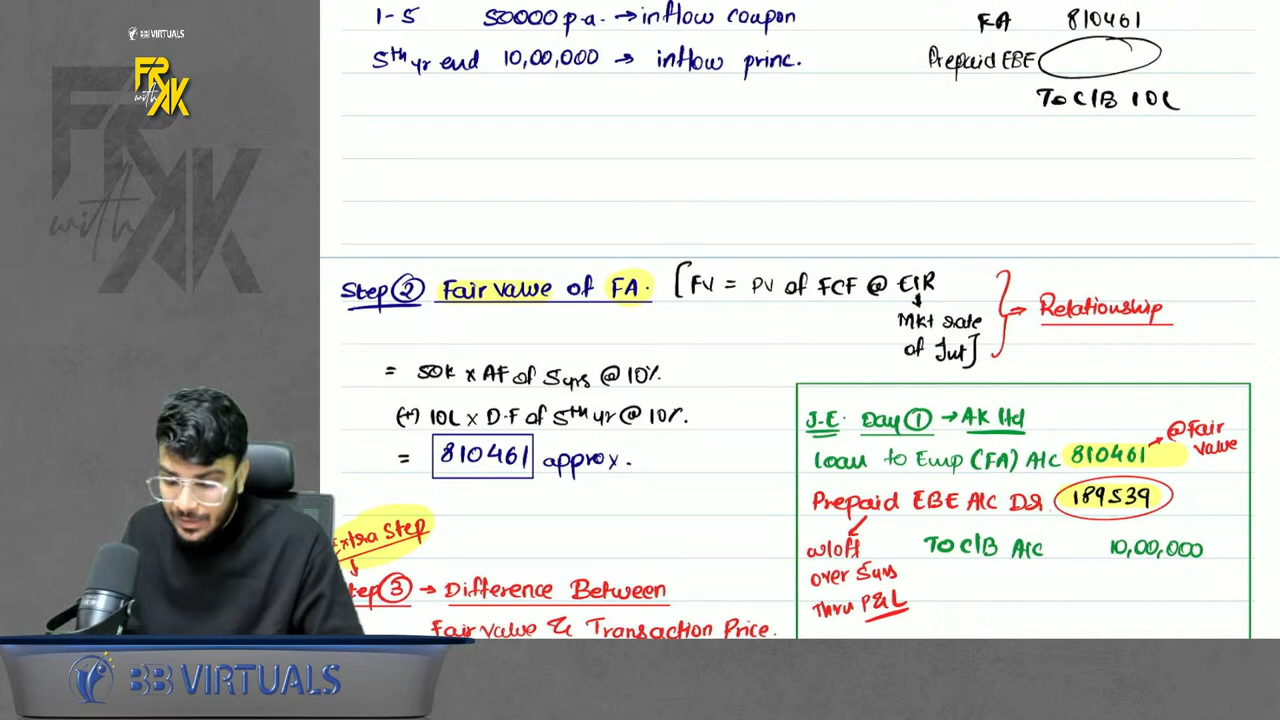 BB VIRTUALS
FRAK
with
FRAK
with
1-5 50000 p.a. → inflow coupon
5th yr end 10,00,000 → inflow princ.
FA 810461
Prepaid EBE
To C/B 10L
Step ② Fair value of FA. [FV = PV of FCF @ EIR
Mkt rate
of Int]
Relationship
= 50K x AF of 5yrs @ 10%.
(+) 10L x D.F of 5th yr @ 10%.
= 810461 approx.
Extra Step
Step ③ → Difference Between
Fair value & Transaction Price.
J.E. Day ① → AK ltd
Loan to Emp (FA) A/c 810461 @ Fair value
Prepaid EBE A/c Dr. 189539
To C/B A/c 10,00,000
w/off
over 5yrs
thru P&L
BB VIRTUALS